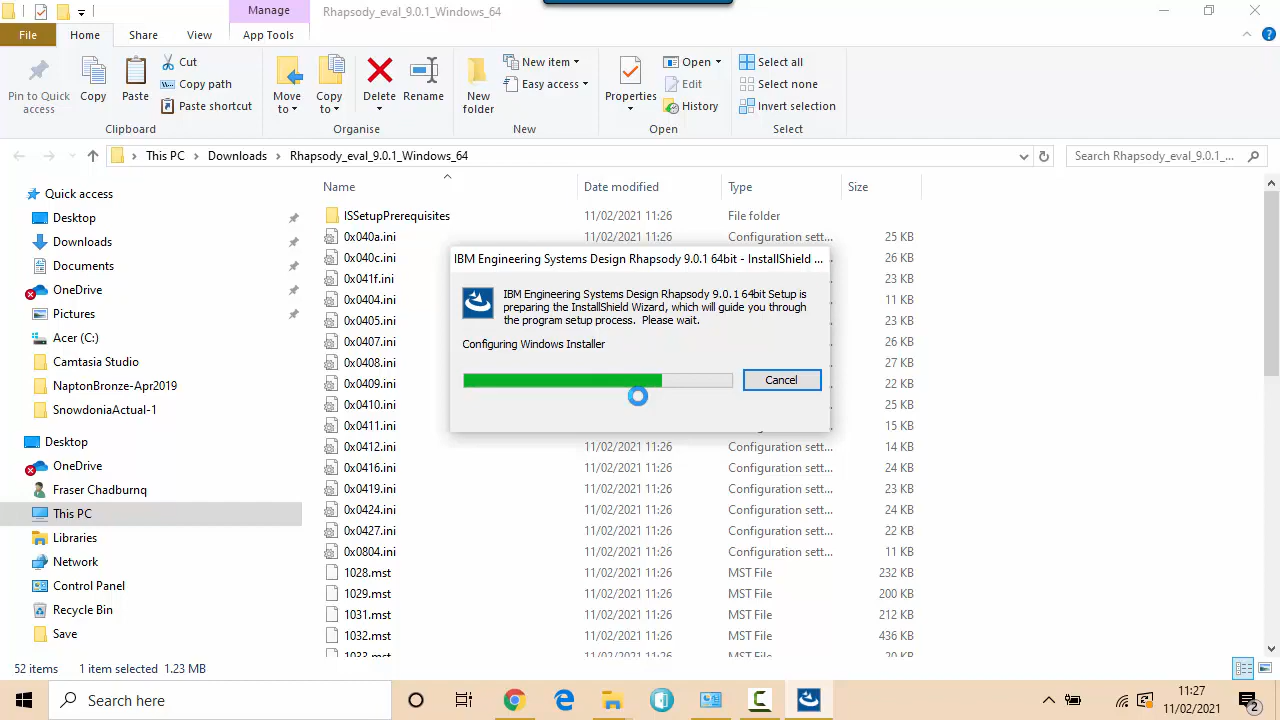 Manage
Rhapsody_eval_9.0.1_Windows_64
File
Home
Share
View
App Tools
Pin to Quick access
Copy
Paste
Cut
Copy path
Paste shortcut
Clipboard
Move to
Copy to
Delete
Rename
Organise
New folder
New item
Easy access
New
Properties
Open
Edit
History
Open
Select all
Select none
Invert selection
Select
This PC
Downloads
Rhapsody_eval_9.0.1_Windows_64
Search Rhapsody_eval_9.0.1_...
Quick access
Desktop
Downloads
Documents
OneDrive
Pictures
Acer (C:)
Camtasia Studio
NaptonBronze-Apr2019
SnowdoniaActual-1
Desktop
OneDrive
Fraser Chadburnq
This PC
Libraries
Network
Control Panel
Recycle Bin
Save
Name Date modified Type Size
ISSetupPrerequisites 11/02/2021 11:26 File folder
0x040a.ini 11/02/2021 11:26 Configuration sett... 25 KB
0x040c.ini 26 KB
0x041f.ini 23 KB
0x0404.ini 11 KB
0x0405.ini 23 KB
0x0407.ini 26 KB
0x0408.ini 27 KB
0x0409.ini 22 KB
0x0410.ini 25 KB
0x0411.ini 15 KB
0x0412.ini 11/02/2021 11:26 Configuration sett... 14 KB
0x0416.ini 11/02/2021 11:26 Configuration sett... 24 KB
0x0419.ini 11/02/2021 11:26 Configuration sett... 23 KB
0x0424.ini 11/02/2021 11:26 Configuration sett... 24 KB
0x0427.ini 11/02/2021 11:26 Configuration sett... 22 KB
0x0804.ini 11/02/2021 11:26 Configuration sett... 11 KB
1028.mst 11/02/2021 11:26 MST File 232 KB
1029.mst 11/02/2021 11:26 MST File 200 KB
1031.mst 11/02/2021 11:26 MST File 212 KB
1032.mst 11/02/2021 11:26 MST File 436 KB
IBM Engineering Systems Design Rhapsody 9.0.1 64bit - InstallShield ...
IBM Engineering Systems Design Rhapsody 9.0.1 64bit Setup is
preparing the InstallShield Wizard, which will guide you through
the program setup process. Please wait.
Configuring Windows Installer
Cancel
52 items 1 item selected 1.23 MB
Search here
11:27
11/02/2021
2